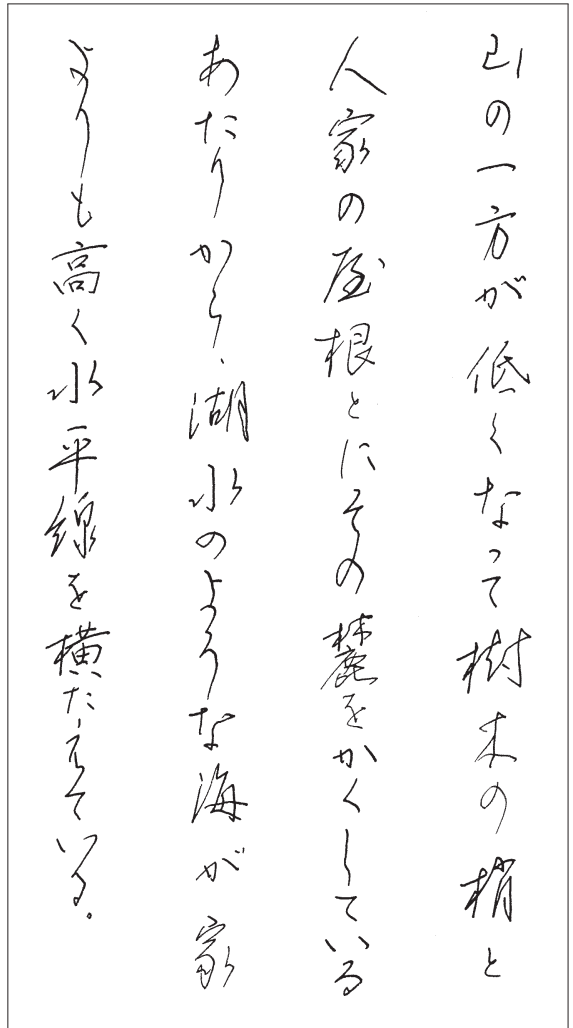 山の一方が低くなって樹木の梢と
人家の屋根とにその麓をかくしている
あたりから、湖水のような海が家
よりも高く水平線を横たえている。